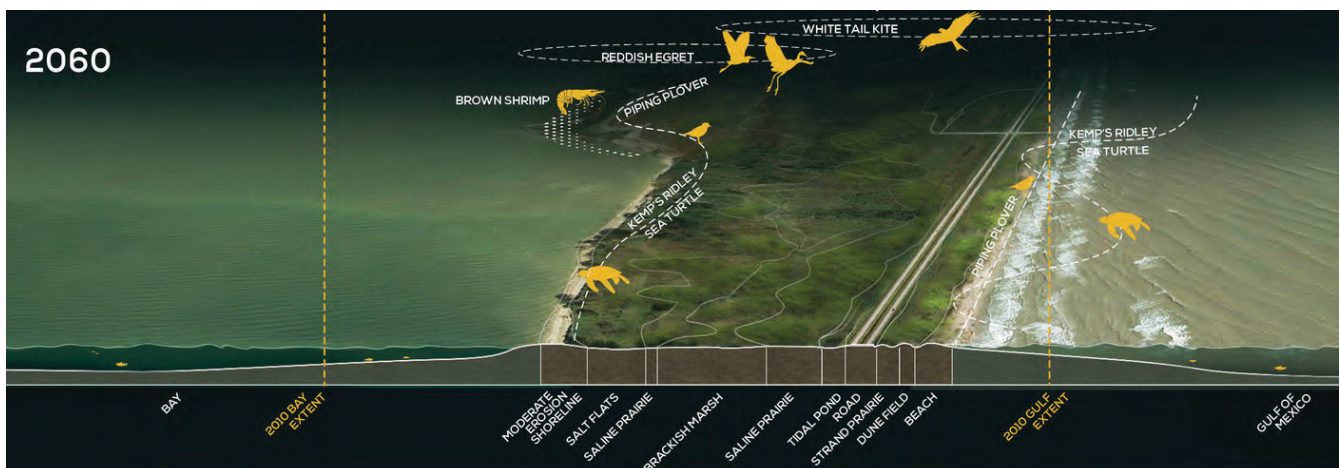 2060
WHITE TAIL KITE
REDDISH EGRET
BROWN SHRIMP
PIPING PLOVER
KEMP'S RIDLEY
SEA TURTLE
KEMP'S RIDLEY
SEA TURTLE
PIPING PLOVER
BAY
2010 BAY
EXTENT
MODERATE
EROSION
SHORELINE
SALT FLATS
SALINE PRAIRIE
BRACKISH MARSH
SALINE PRAIRIE
TIDAL POND
ROAD
STRAND PRAIRIE
DUNE FIELD
BEACH
2010 GULF
EXTENT
GULF OF
MEXICO